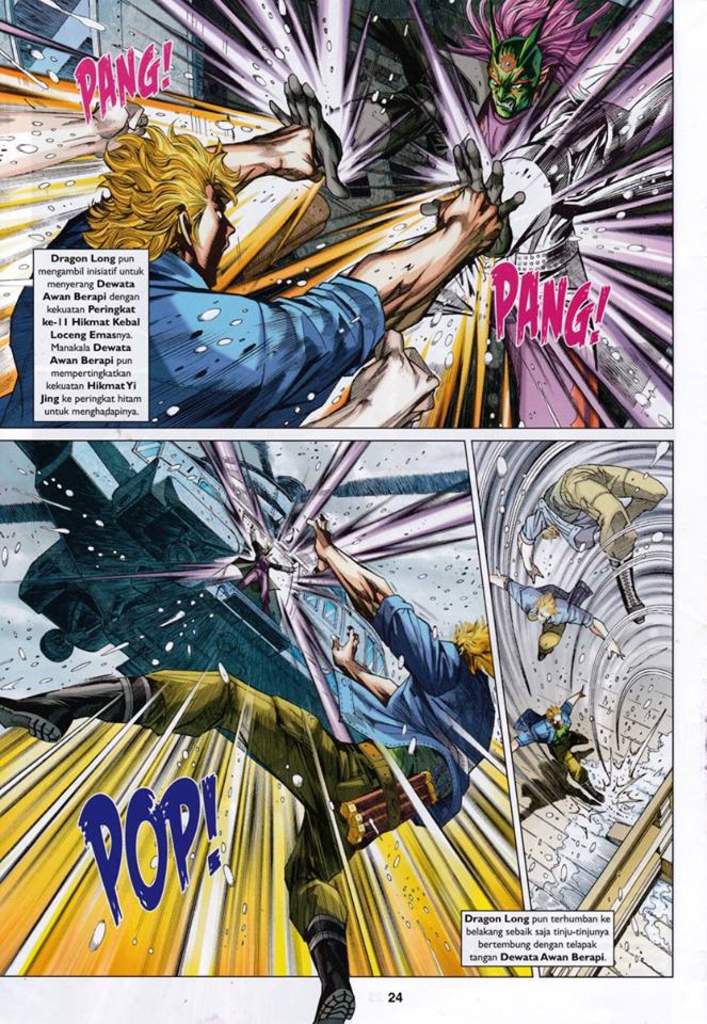 PANG!
Dragon Long pun
mengambil inisiatif untuk
menyerang Dewata
Awan Berapi dengan
kekuatan Peringkat
ke-11 Hikmat Kebal
Loceng Emasnya.
Manakala Dewata
Awan Berapi pun
mempertingkatkan
kekuatan Hikmat Yi
Jing ke peringkat hitam
untuk menghadapinya.
PANG!
POP!
Dragon Long pun terhumban ke
belakang sebaik saja tinju-tinjunya
bertembung dengan telapak
tangan Dewata Awan Berapi.
24